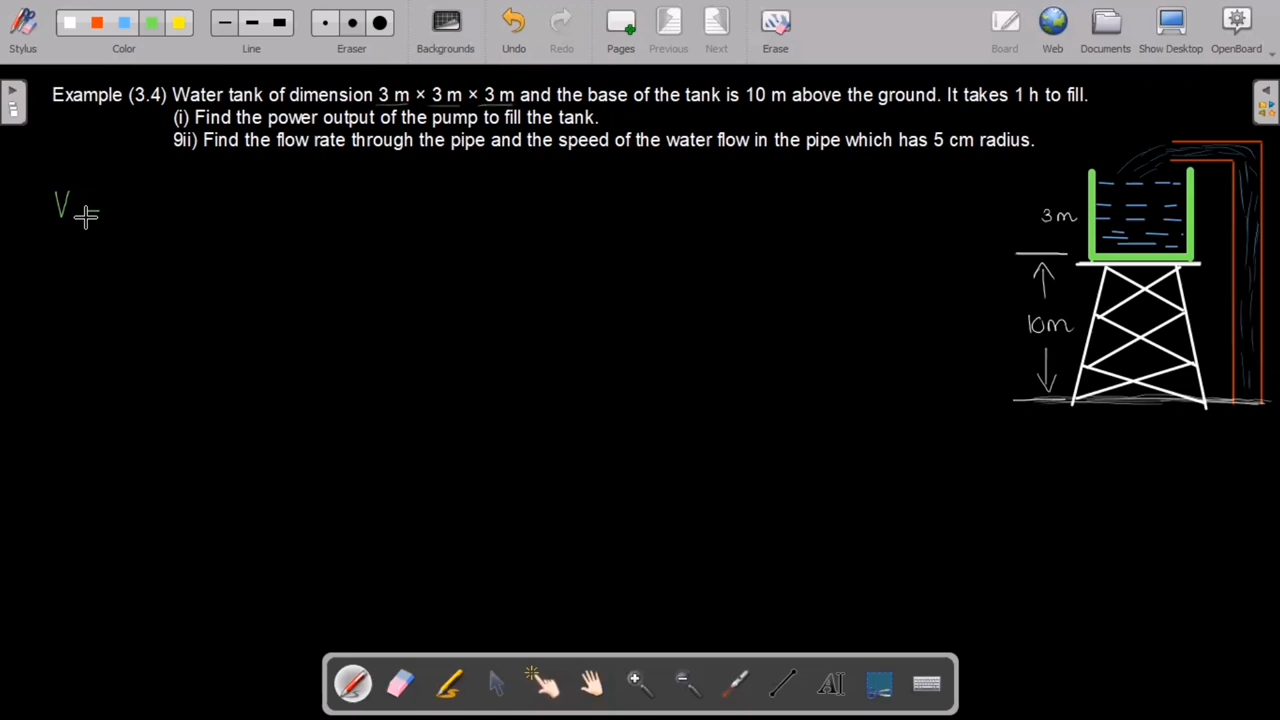 Stylus Color Line Eraser Backgrounds Undo Redo Pages Previous Next Erase Board Web Documents Show Desktop OpenBoard
Example (3.4) Water tank of dimension 3 m × 3 m × 3 m and the base of the tank is 10 m above the ground. It takes 1 h to fill.
(i) Find the power output of the pump to fill the tank.
9ii) Find the flow rate through the pipe and the speed of the water flow in the pipe which has 5 cm radius.
V =
3m
10m
AI